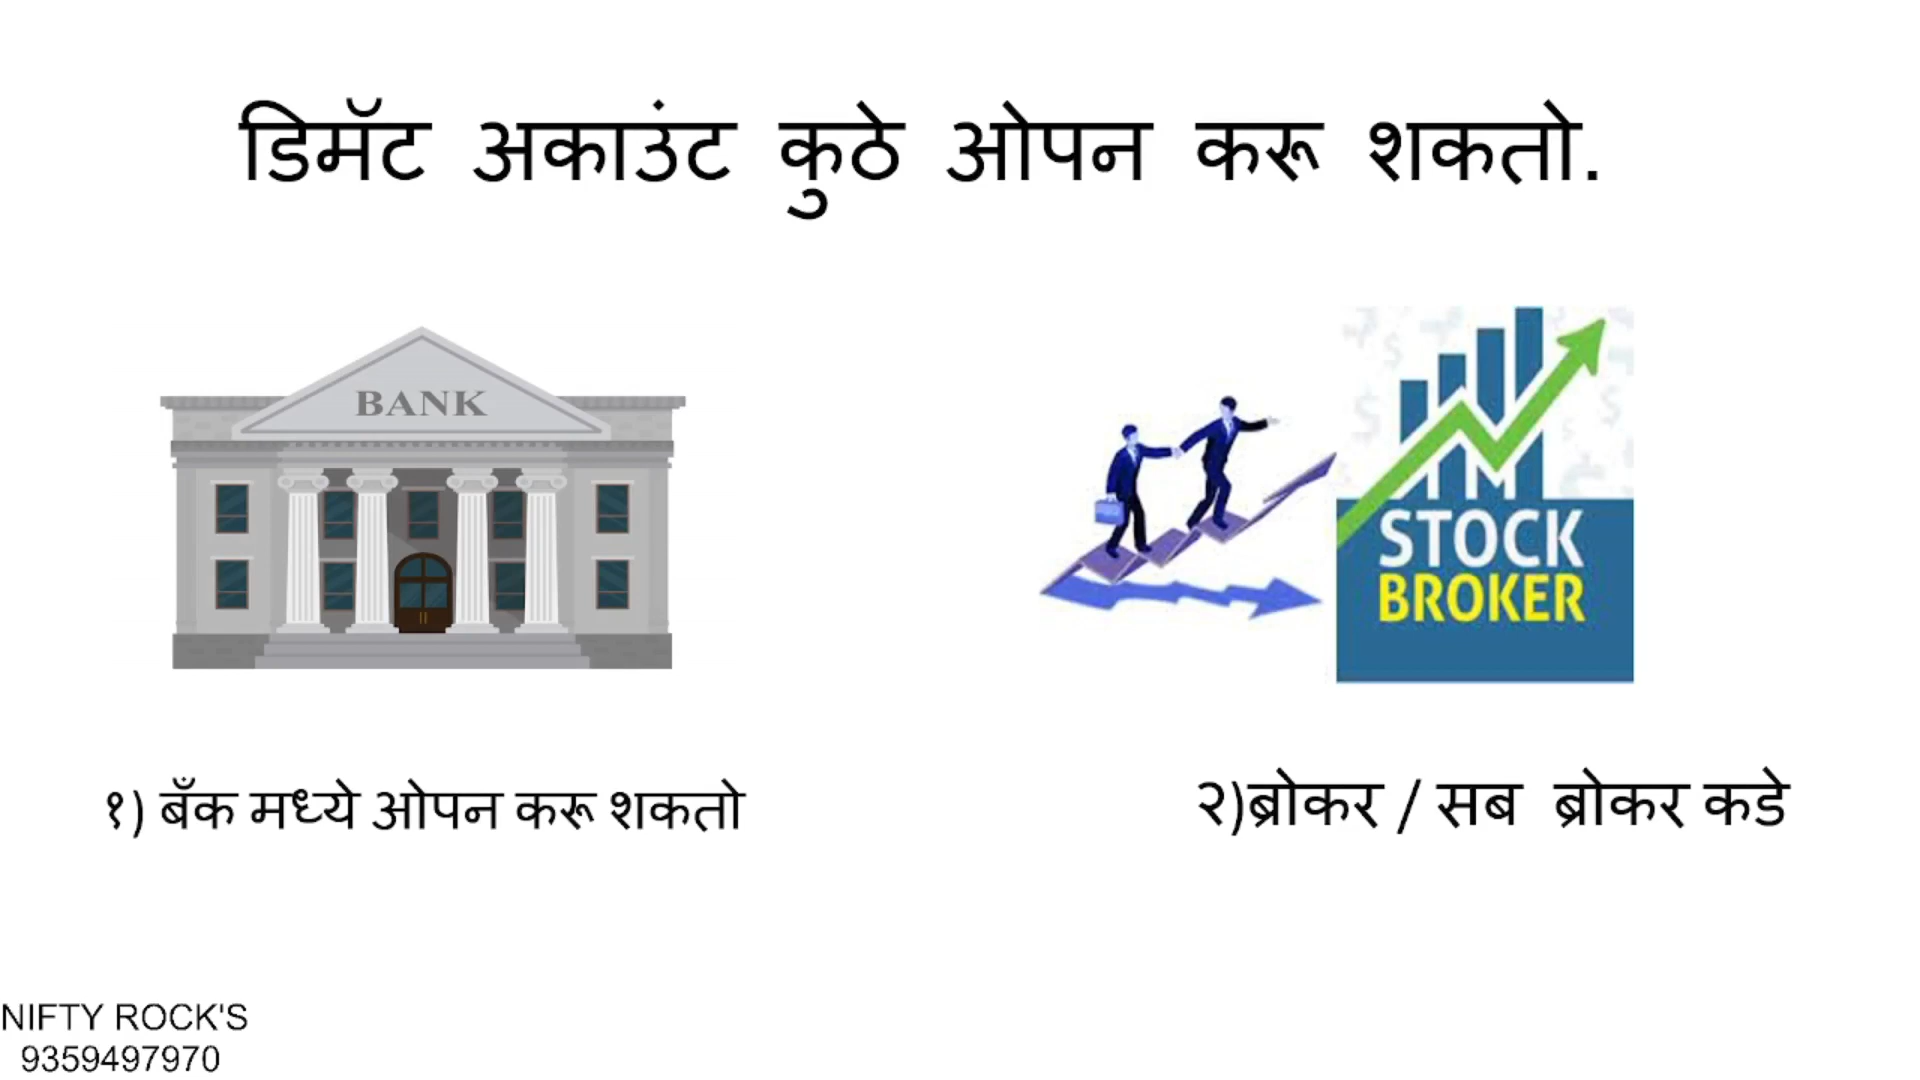 डिमॅट अकाउंट कुठे ओपन करू शकतो.
BANK
STOCK
BROKER
१) बँक मध्ये ओपन करू शकतो
२)ब्रोकर / सब ब्रोकर कडे
NIFTY ROCK'S
9359497970